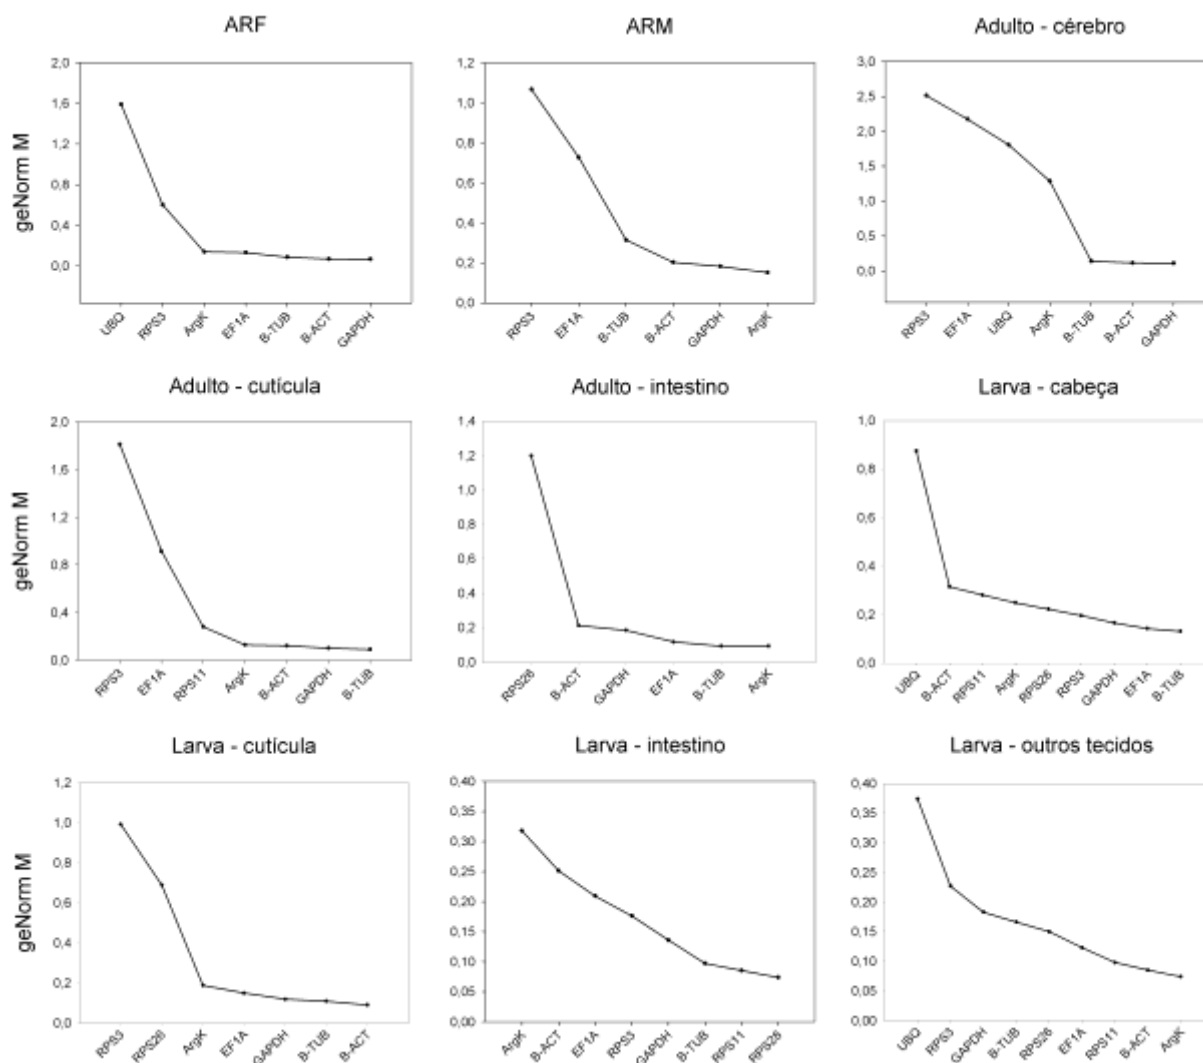 ARF
ARM
Adulto - cérebro
geNorm M
2,0
1,6
1,2
0,8
0,4
0,0
UBQ
RPS3
ArgK
EF1A
B-TUB
B-ACT
GAPDH
1,2
1,0
0,8
0,6
0,4
0,2
0,0
RPS3
EF1A
B-TUB
B-ACT
GAPDH
ArgK
3,0
2,5
2,0
1,5
1,0
0,5
0,0
RPS3
EF1A
UBQ
ArgK
B-TUB
B-ACT
GAPDH
Adulto - cutícula
Adulto - intestino
Larva - cabeça
geNorm M
2,0
1,6
1,2
0,8
0,4
0,0
RPS3
EF1A
RPS11
ArgK
B-ACT
GAPDH
B-TUB
1,4
1,2
1,0
0,8
0,6
0,4
0,2
0,0
RPS26
B-ACT
GAPDH
EF1A
B-TUB
ArgK
1,0
0,8
0,6
0,4
0,2
0,0
UBQ
B-ACT
RPS11
ArgK
RPS26
RPS3
GAPDH
EF1A
B-TUB
Larva - cutícula
Larva - intestino
Larva - outros tecidos
geNorm M
1,2
1,0
0,8
0,6
0,4
0,2
0,0
RPS3
RPS26
ArgK
EF1A
GAPDH
B-TUB
B-ACT
0,40
0,35
0,30
0,25
0,20
0,15
0,10
0,05
0,00
ArgK
B-ACT
EF1A
RPS3
GAPDH
B-TUB
RPS11
RPS26
0,40
0,35
0,30
0,25
0,20
0,15
0,10
0,05
0,00
UBQ
RPS3
GAPDH
B-TUB
RPS26
EF1A
RPS11
B-ACT
ArgK